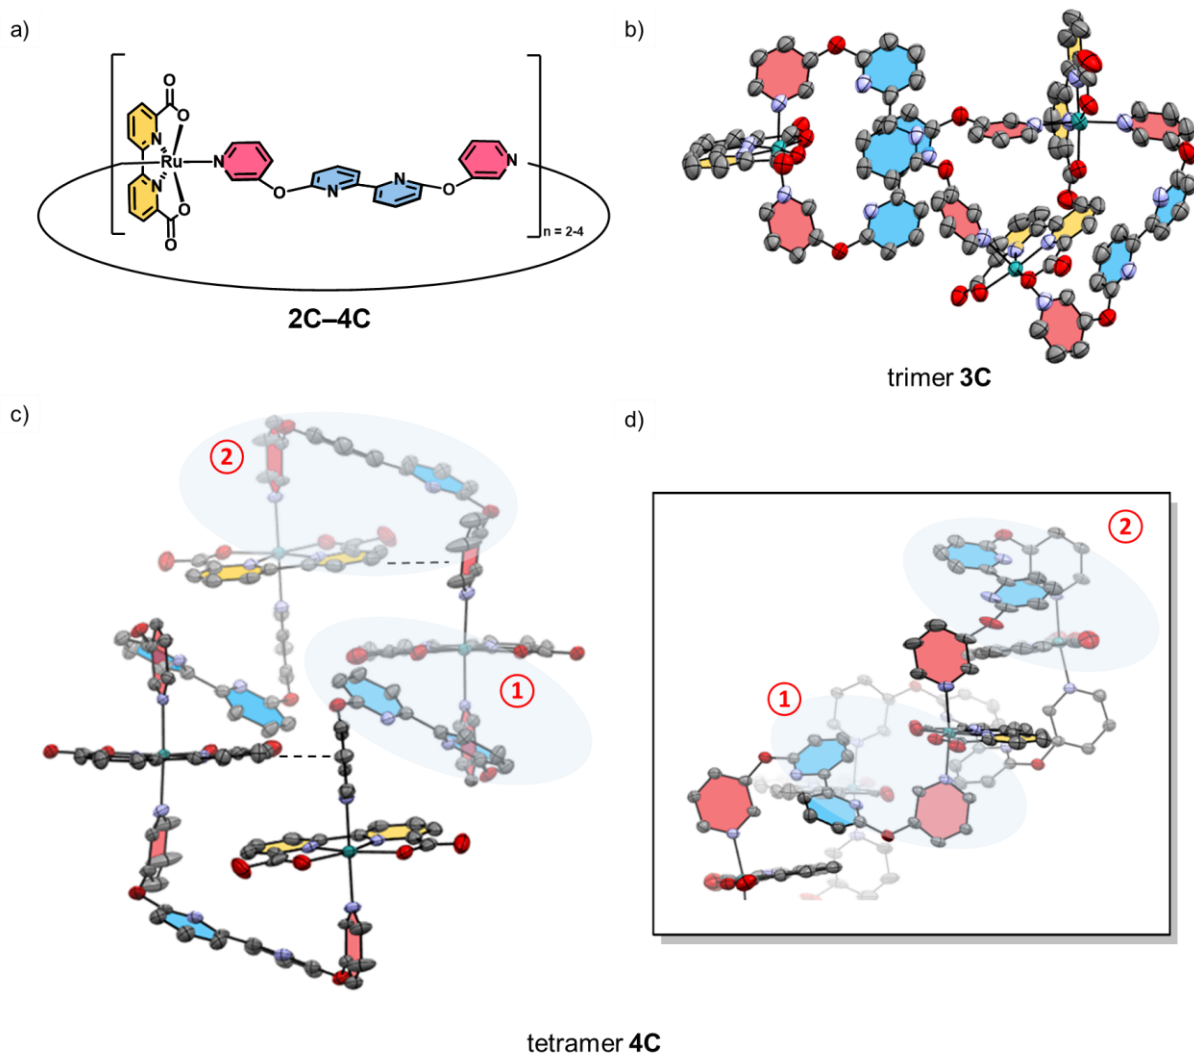 a)
O
O
N
Ru
N
O
O
N
O
N
N
O
N
n = 2-4
2C–4C
b)
trimer 3C
c)
2
1
d)
2
1
tetramer 4C